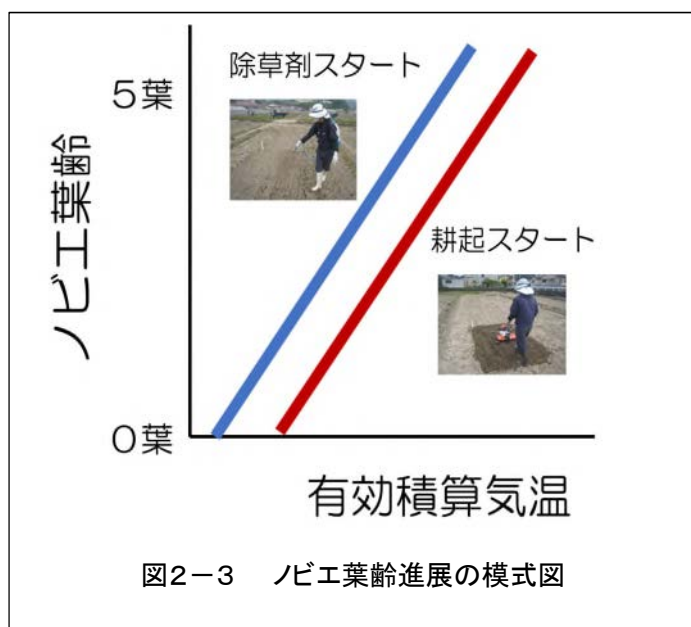 除草剤スタート
5葉
ノビエ葉齢
耕起スタート
0葉
有効積算気温
図2-3 ノビエ葉齢進展の模式図